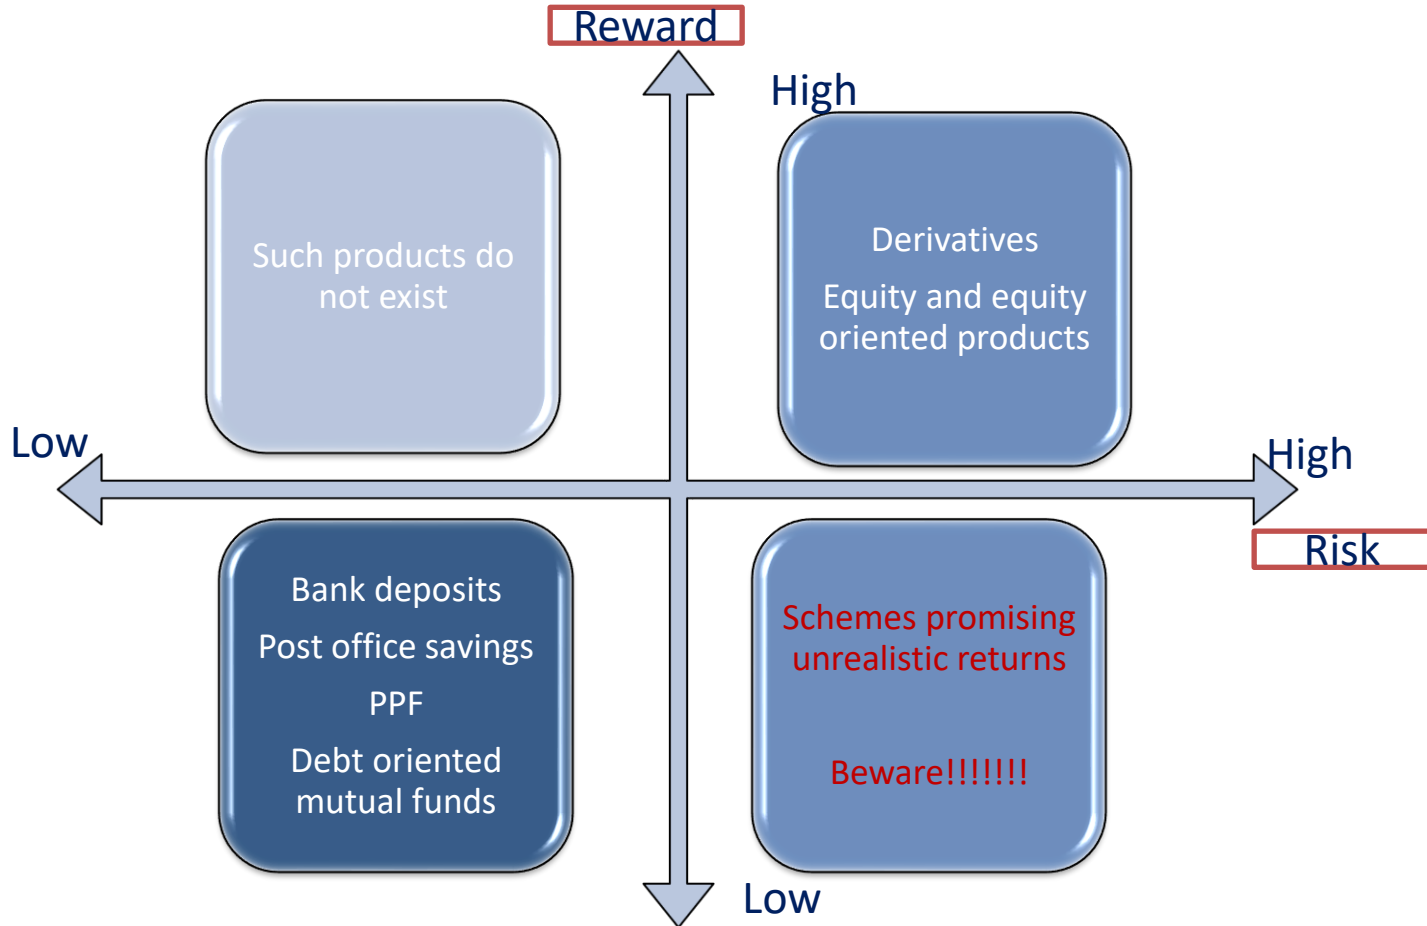 Reward
High
Such products do
not exist
Derivatives
Equity and equity
oriented products
Low
High
Risk
Bank deposits
Post office savings
PPF
Debt oriented
mutual funds
Schemes promising
unrealistic returns
Beware!!!!!!!
Low